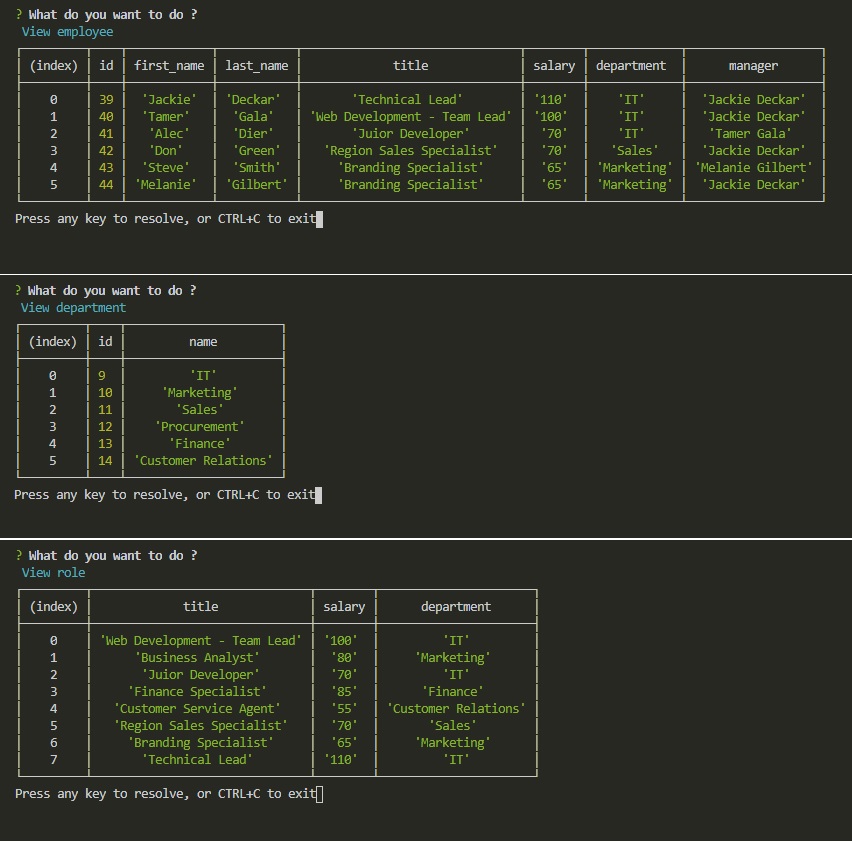 ? What do you want to do ?
View employee
(index) id first_name last_name title salary department manager
0 39 'Jackie' 'Deckar' 'Technical Lead' '110' 'IT' 'Jackie Deckar'
1 40 'Tamer' 'Gala' 'Web Development - Team Lead' '100' 'IT' 'Jackie Deckar'
2 41 'Alec' 'Dier' 'Juior Developer' '70' 'IT' 'Tamer Gala'
3 42 'Don' 'Green' 'Region Sales Specialist' '70' 'Sales' 'Jackie Deckar'
4 43 'Steve' 'Smith' 'Branding Specialist' '65' 'Marketing' 'Melanie Gilbert'
5 44 'Melanie' 'Gilbert' 'Branding Specialist' '65' 'Marketing' 'Jackie Deckar'
Press any key to resolve, or CTRL+C to exit
? What do you want to do ?
View department
(index) id name
0 9 'IT'
1 10 'Marketing'
2 11 'Sales'
3 12 'Procurement'
4 13 'Finance'
5 14 'Customer Relations'
Press any key to resolve, or CTRL+C to exit
? What do you want to do ?
View role
(index) title salary department
0 'Web Development - Team Lead' '100' 'IT'
1 'Business Analyst' '80' 'Marketing'
2 'Juior Developer' '70' 'IT'
3 'Finance Specialist' '85' 'Finance'
4 'Customer Service Agent' '55' 'Customer Relations'
5 'Region Sales Specialist' '70' 'Sales'
6 'Branding Specialist' '65' 'Marketing'
7 'Technical Lead' '110' 'IT'
Press any key to resolve, or CTRL+C to exit